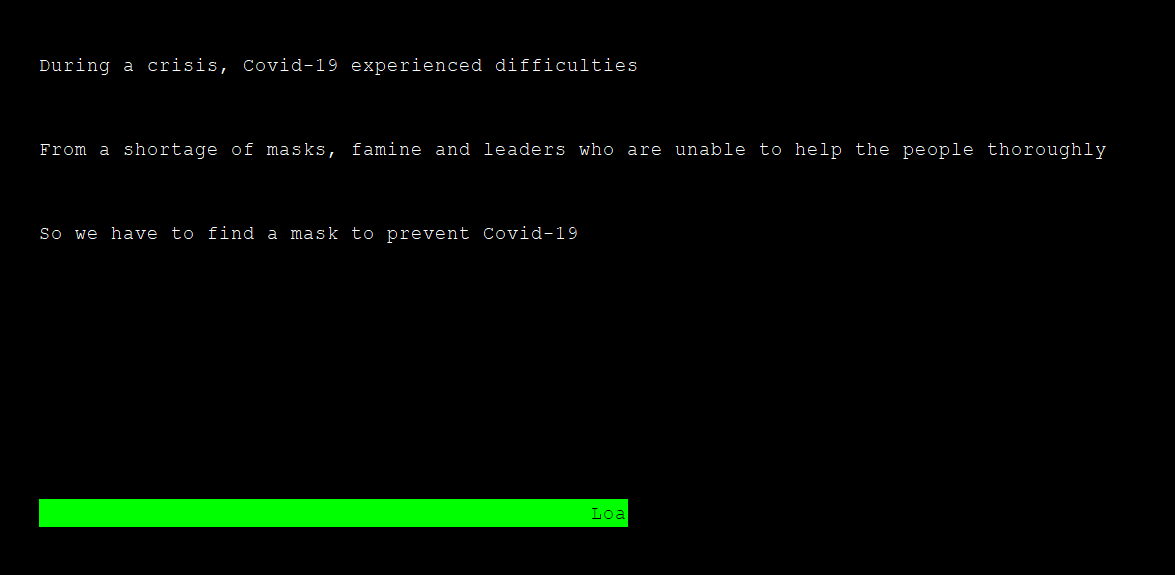 During a crisis, Covid-19 experienced difficulties
From a shortage of masks, famine and leaders who are unable to help the people thoroughly
So we have to find a mask to prevent Covid-19
Loa